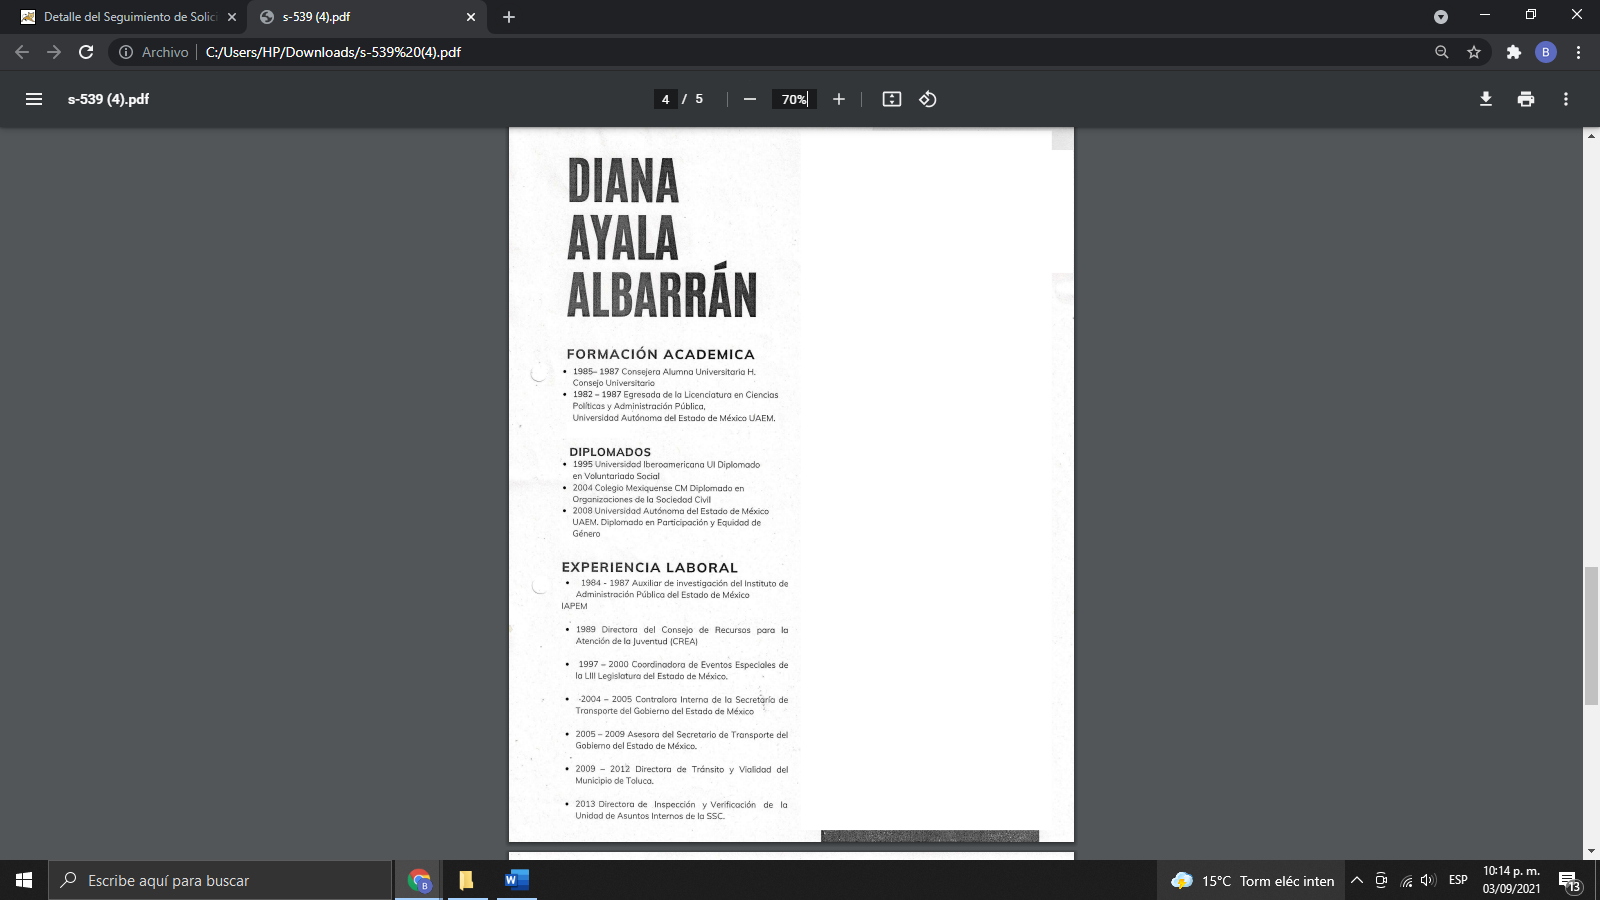 Detalle del Seguimiento de Solici
s-539 (4).pdf
Archivo
C:/Users/HP/Downloads/s-539%20(4).pdf
B
s-539 (4).pdf
4 / 5
70%
DIANA
AYALA
ALBARRÁN
FORMACIÓN ACADEMICA
• 1985– 1987 Consejera Alumna Universitaria H.
Consejo Universitario
• 1982 – 1987 Egresada de la Licenciatura en Ciencias
Políticas y Administración Pública,
Universidad Autónoma del Estado de México UAEM.
DIPLOMADOS
• 1995 Universidad Iberoamericana UI Diplomado
en Voluntariado Social
• 2004 Colegio Mexiquense CM Diplomado en
Organizaciones de la Sociedad Civil
• 2008 Universidad Autónoma del Estado de México
UAEM. Diplomado en Participación y Equidad de
Género
EXPERIENCIA LABORAL
• 1984 - 1987 Auxiliar de investigación del Instituto de
Administración Pública del Estado de México
IAPEM
• 1989 Directora del Consejo de Recursos para la
Atención de la Juventud (CREA)
• 1997 – 2000 Coordinadora de Eventos Especiales de
la LIII Legislatura del Estado de México.
• -2004 – 2005 Contralora Interna de la Secretaría de
Transporte del Gobierno del Estado de México
• 2005 – 2009 Asesora del Secretario de Transporte del
Gobierno del Estado de México.
• 2009 – 2012 Directora de Tránsito y Vialidad del
Municipio de Toluca.
• 2013 Directora de Inspección y Verificación de la
Unidad de Asuntos Internos de la SSC.
Escribe aquí para buscar
B
W
15°C Torm eléc inten
ESP
10:14 p. m.
03/09/2021
13